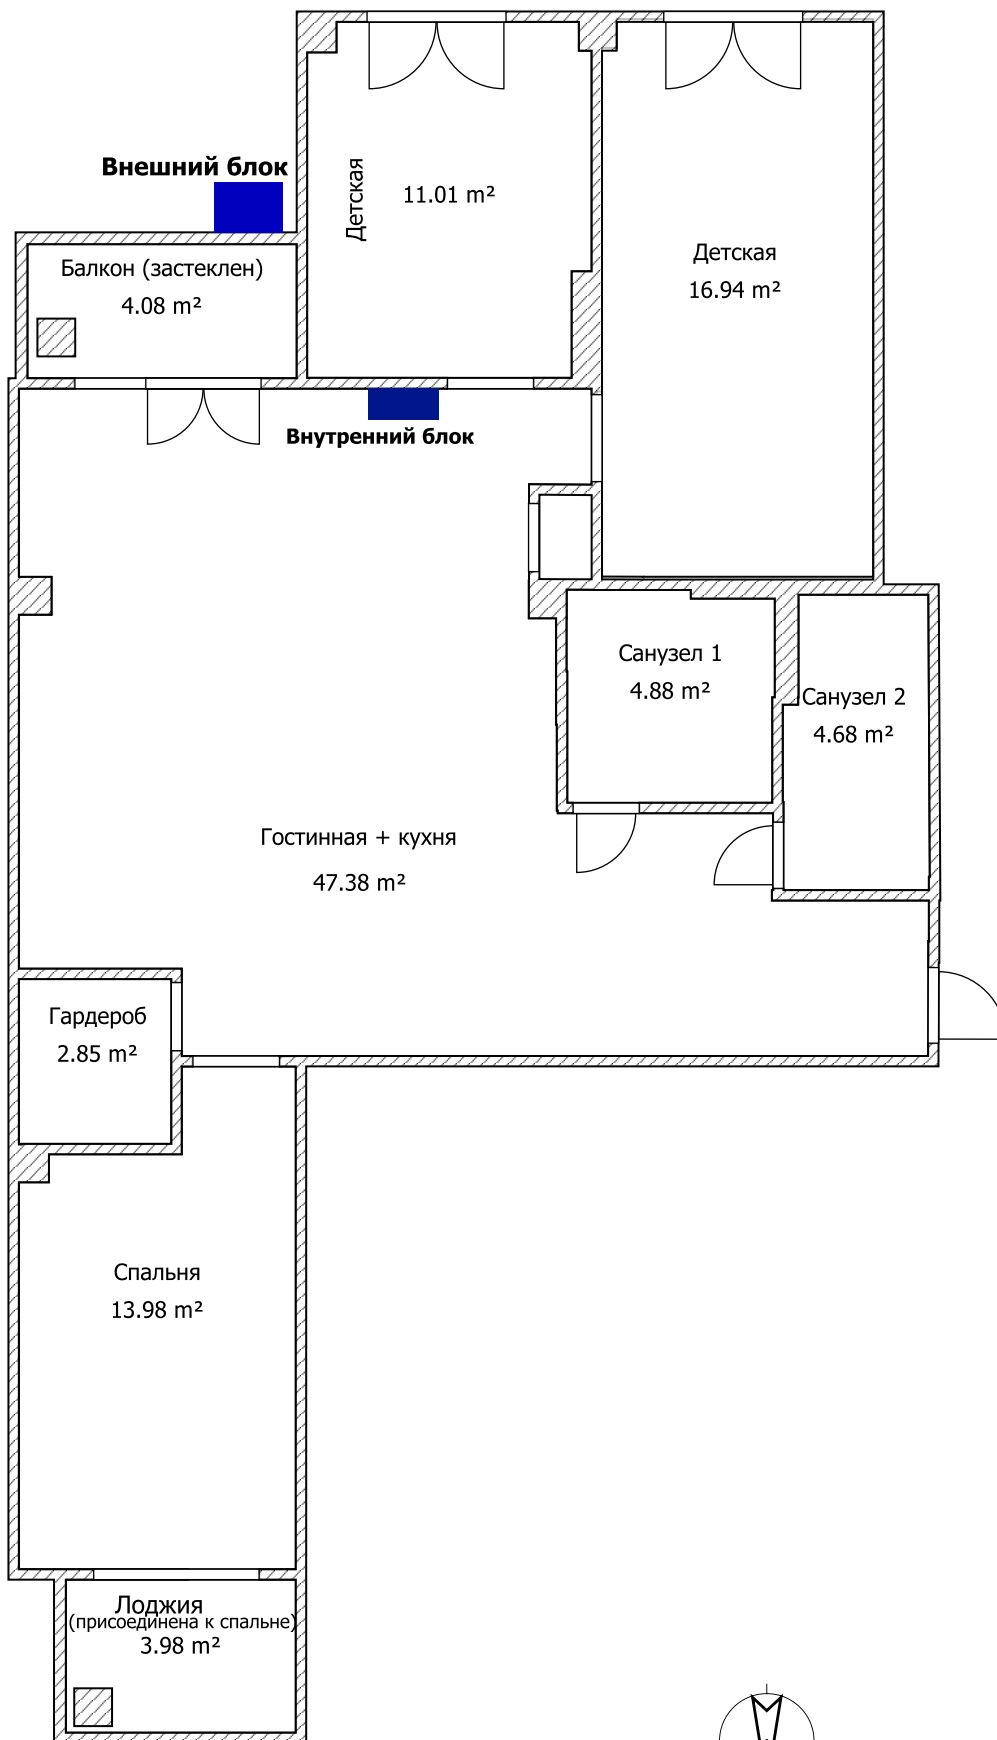 Внешний блок
Детская
11.01 m²
Детская
16.94 m²
Балкон (застеклен)
4.08 m²
Внутренний блок
Санузел 1
4.88 m²
Санузел 2
4.68 m²
Гостинная + кухня
47.38 m²
Гардероб
2.85 m²
Спальня
13.98 m²
Лоджия
(присоединена к спальне)
3.98 m²